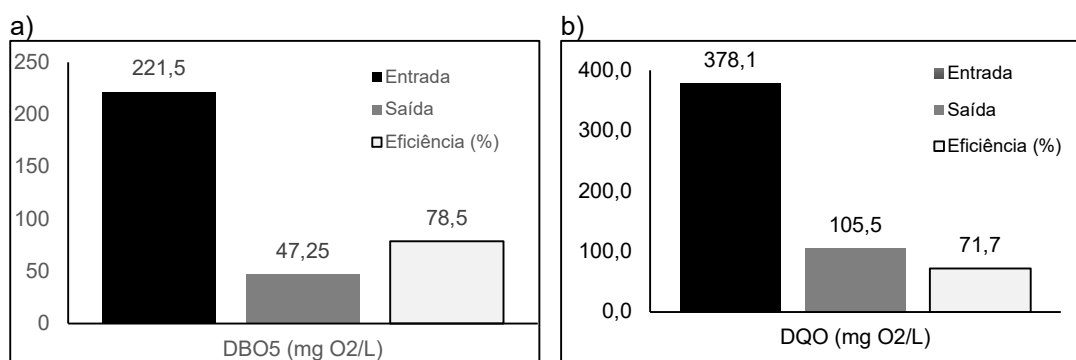 a)
250
200
150
100
50
0
221,5
47,25
78,5
Entrada
Saída
Eficiência (%)
DBO5 (mg O2/L)
b)
400,0
300,0
200,0
100,0
0,0
378,1
105,5
71,7
Entrada
Saída
Eficiência (%)
DQO (mg O2/L)